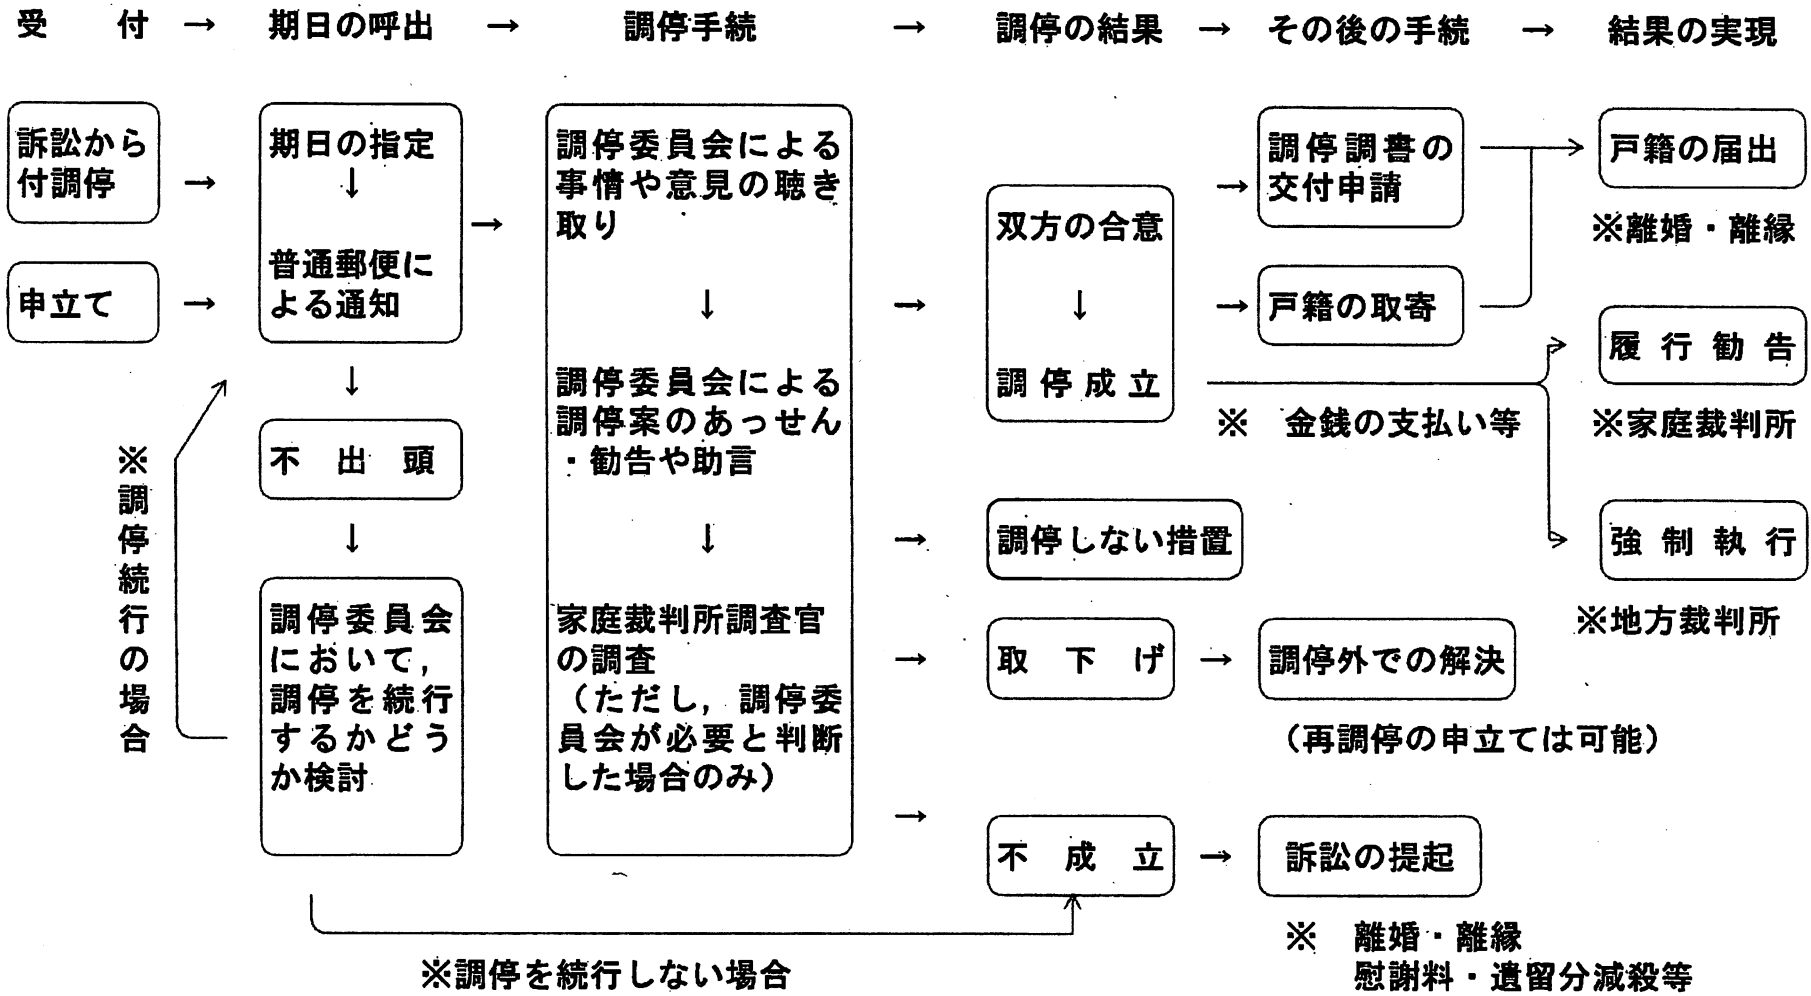 受　付 → 期日の呼出 → 調停手続 → 調停の結果 → その後の手続 → 結果の実現
訴訟から
付調停
→
申立て
→
期日の指定
↓
普通郵便に
よる通知
→
↓
不出頭
↓
調停委員会
において，
調停を続行
するかどう
か検討
※調停続行の場合
※調停を続行しない場合
調停委員会による
事情や意見の聴き
取り
↓
調停委員会による
調停案のあっせん
・勧告や助言
↓
家庭裁判所調査官
の調査
（ただし，調停委
員会が必要と判断
した場合のみ）
→
双方の合意
↓
調停成立
→
調停調書の
交付申請
→
戸籍の取寄
※　金銭の支払い等
→
調停しない措置
→
取下げ
→
調停外での解決
（再調停の申立ては可能）
→
不成立
→
訴訟の提起
※　離婚・離縁
慰謝料・遺留分減殺等
戸籍の届出
※離婚・離縁
履行勧告
※家庭裁判所
強制執行
※地方裁判所